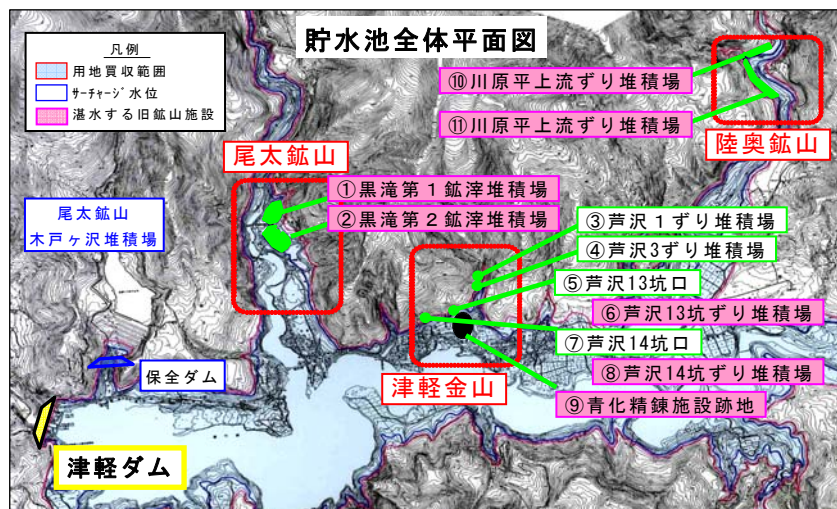 貯水池全体平面図
凡例
用地買収範囲
サーチャージ水位
湛水する旧鉱山施設
⑩川原平上流ずり堆積場
⑪川原平上流ずり堆積場
陸奥鉱山
尾太鉱山
①黒滝第1鉱滓堆積場
②黒滝第2鉱滓堆積場
尾太鉱山
木戸ヶ沢堆積場
③芦沢1ずり堆積場
④芦沢3ずり堆積場
⑤芦沢13坑口
⑥芦沢13坑ずり堆積場
⑦芦沢14坑口
⑧芦沢14坑ずり堆積場
⑨青化精錬施設跡地
津軽金山
保全ダム
津軽ダム